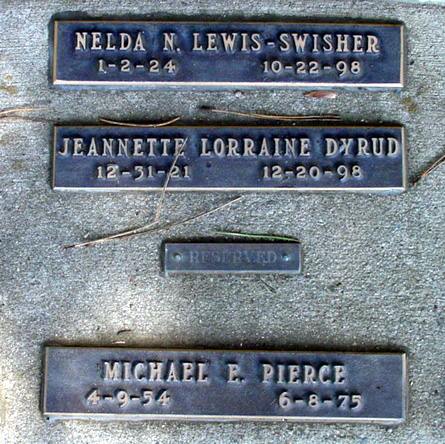 NELDA N. LEWIS-SWISHER
1-2-24 10-22-98
JEANNETTE LORRAINE DYRUD
12-31-21 12-20-98
RESERVED
MICHAEL E. PIERCE
4-9-54 6-8-75